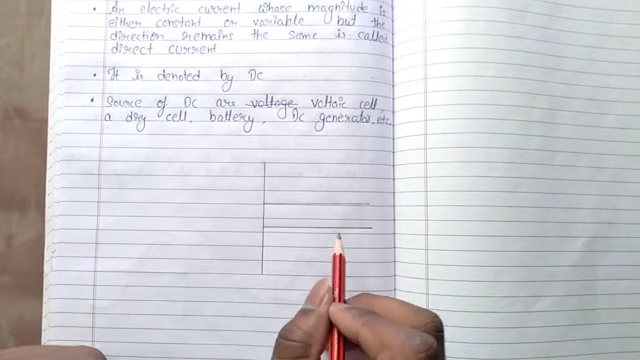 • An electric current whose magnitude is
either constant or variable but the
direction remains the same is called
direct current
• It is denoted by Dc
• Source of Dc are voltage voltaic cell,
a dry cell, battery, Dc generator, etc.